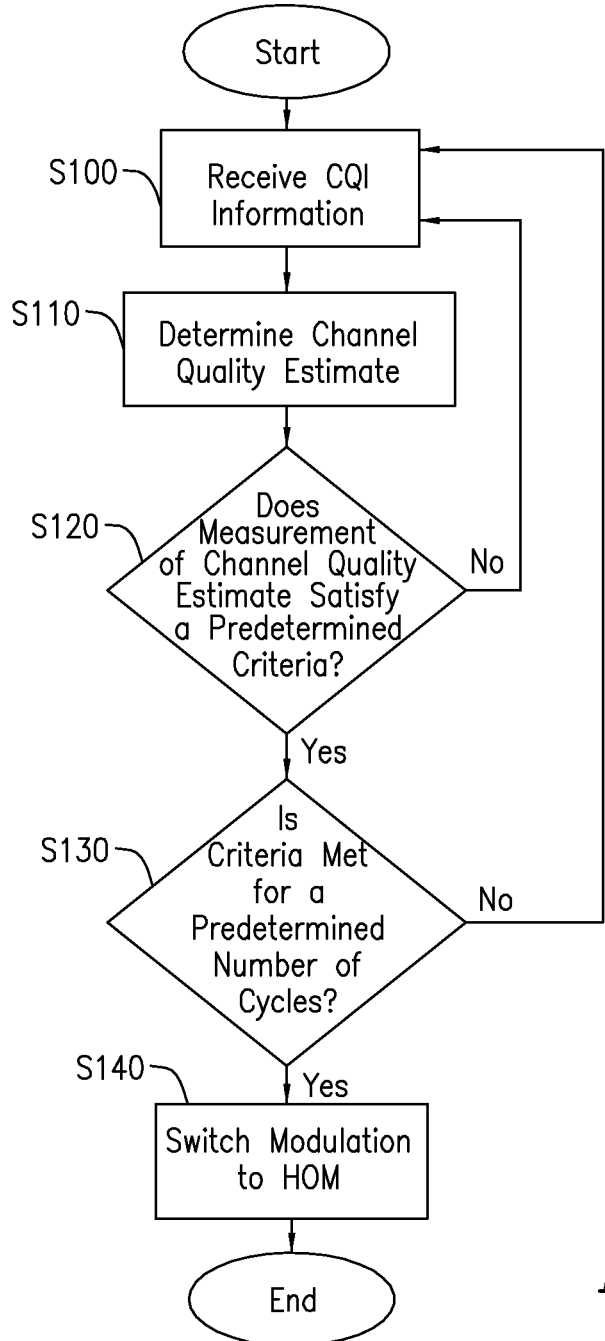 Start
S100
Receive CQI
Information
S110
Determine Channel
Quality Estimate
S120
Does
Measurement
of Channel Quality
Estimate Satisfy
a Predetermined
Criteria?
No
Yes
S130
Is
Criteria Met
for a
Predetermined
Number of
Cycles?
No
Yes
S140
Switch Modulation
to HOM
End